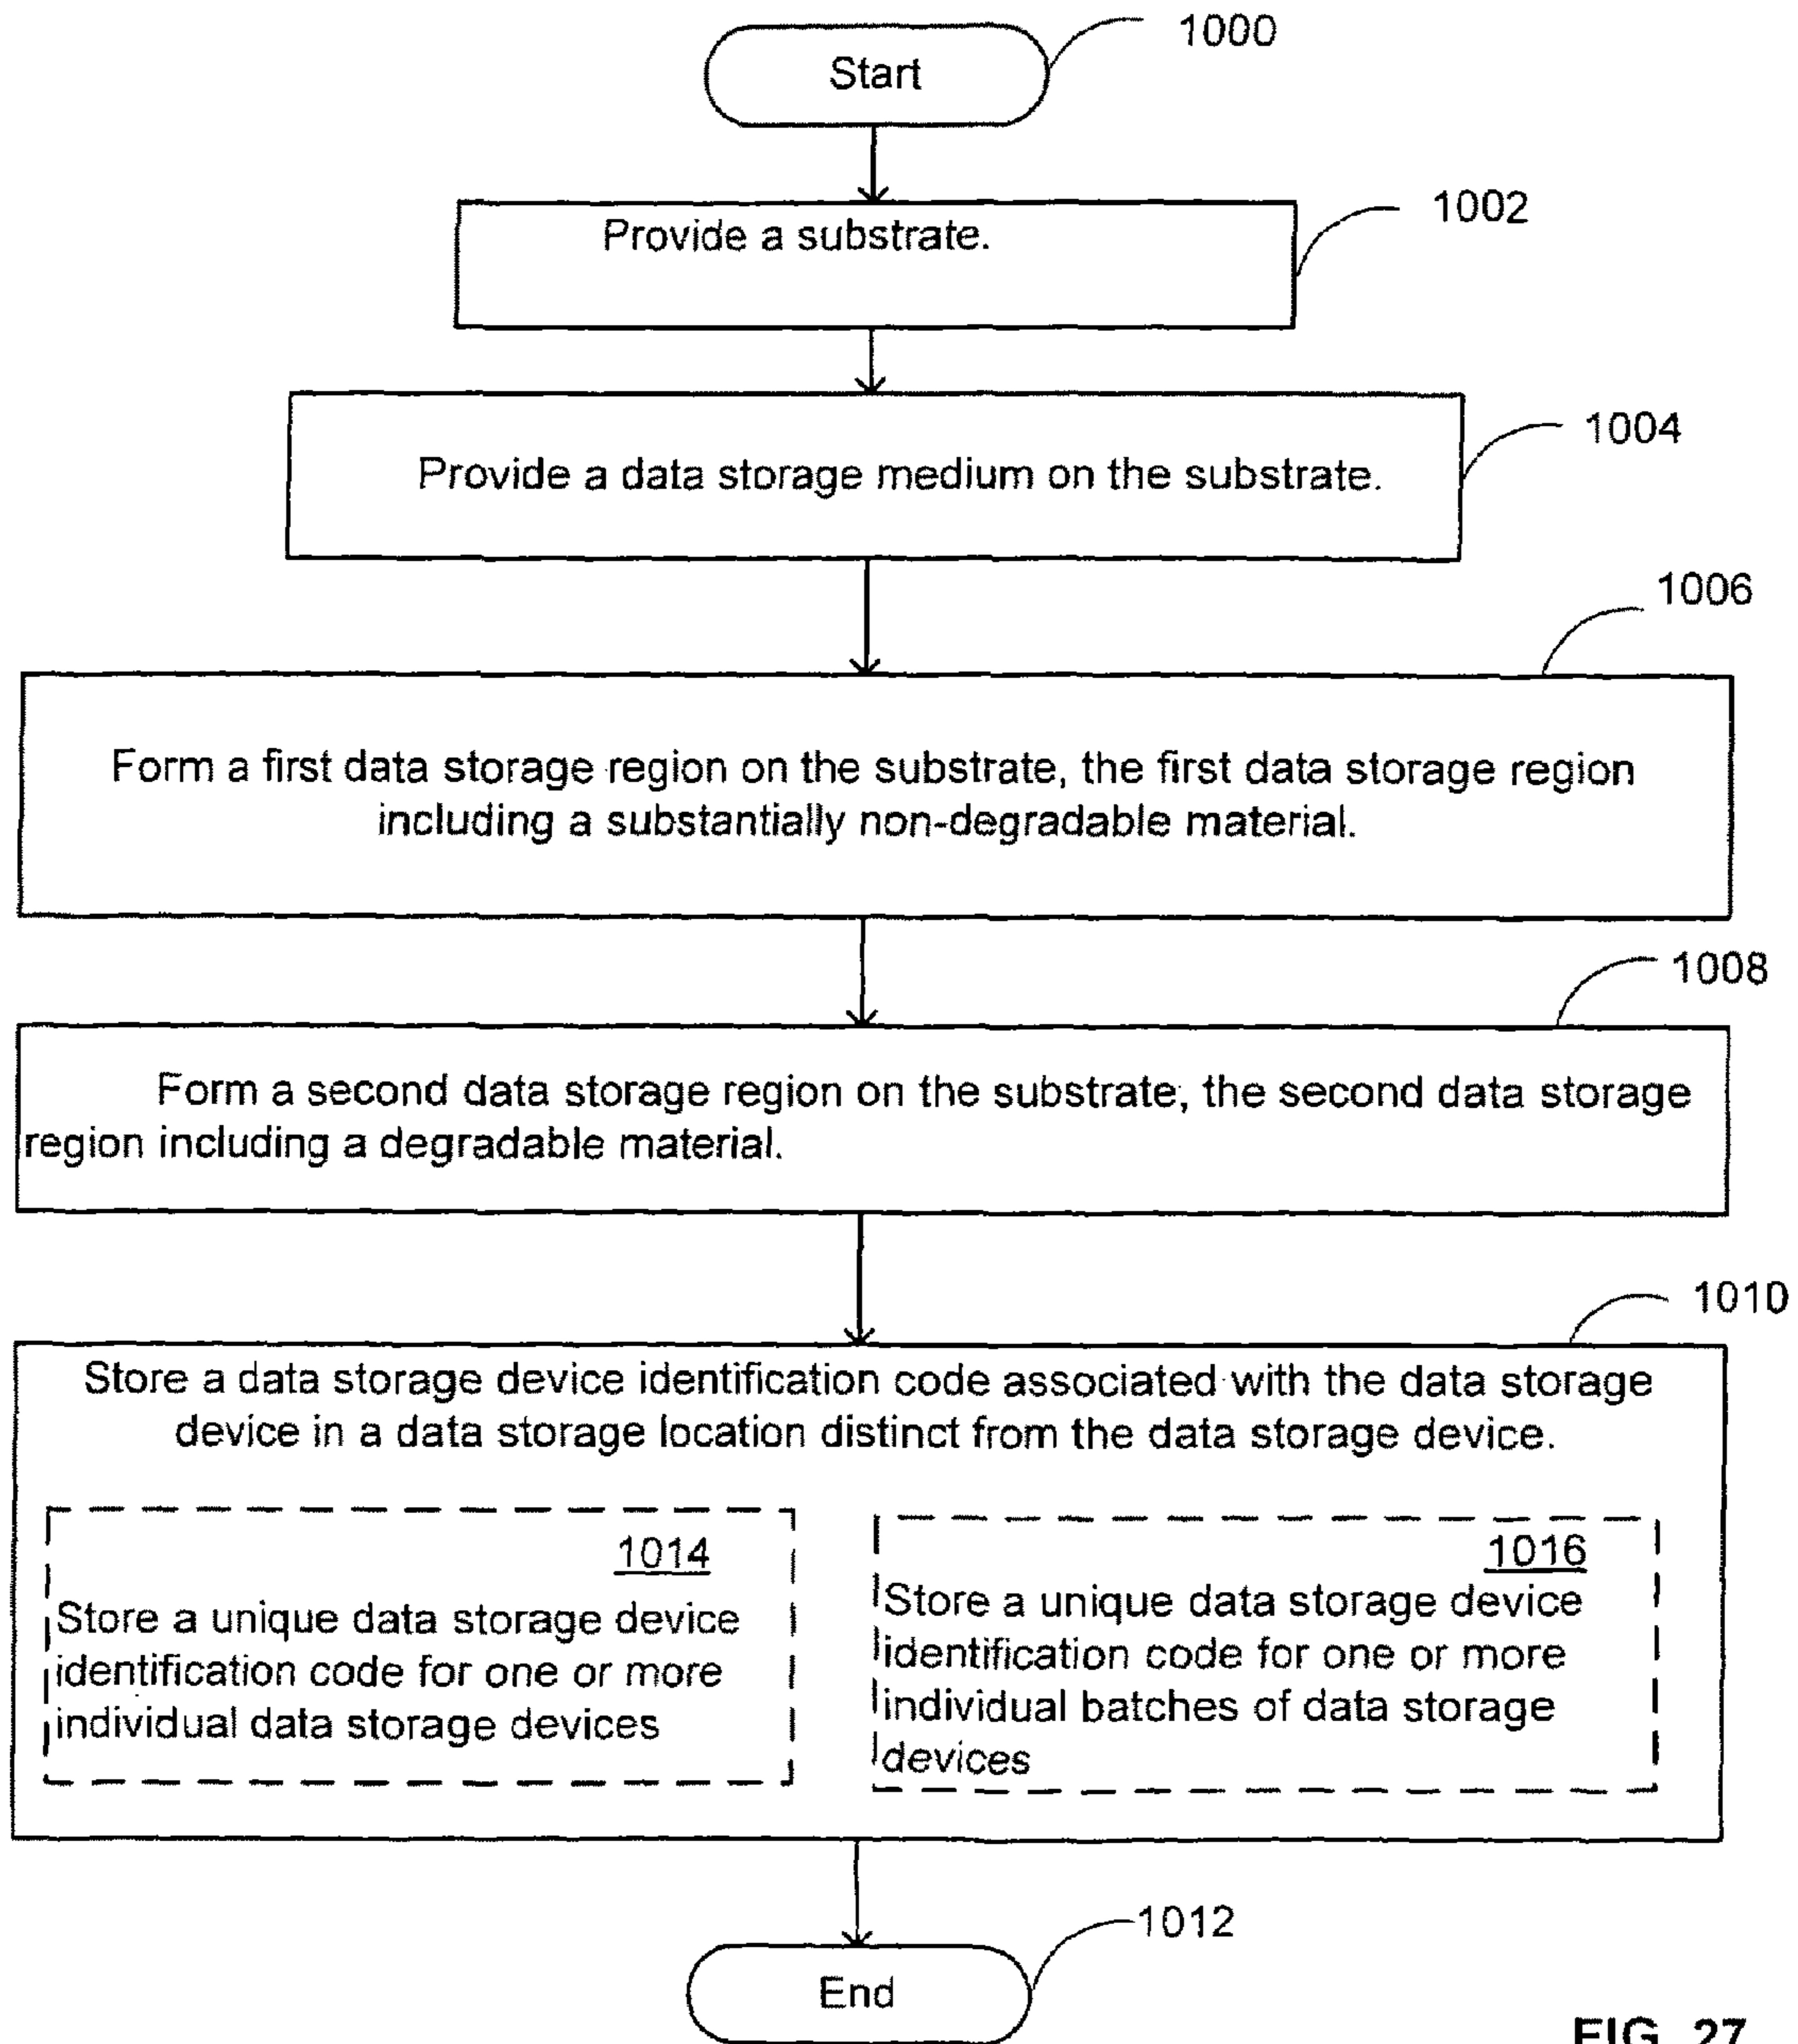 1000
Start
1002
Provide a substrate.
1004
Provide a data storage medium on the substrate.
1006
Form a first data storage region on the substrate, the first data storage region
including a substantially non-degradable material.
1008
Form a second data storage region on the substrate, the second data storage
region including a degradable material.
1010
Store a data storage device identification code associated with the data storage
device in a data storage location distinct from the data storage device.
1014
Store a unique data storage device
identification code for one or more
individual data storage devices
1016
Store a unique data storage device
identification code for one or more
individual batches of data storage
devices
1012
End
FIG. 27